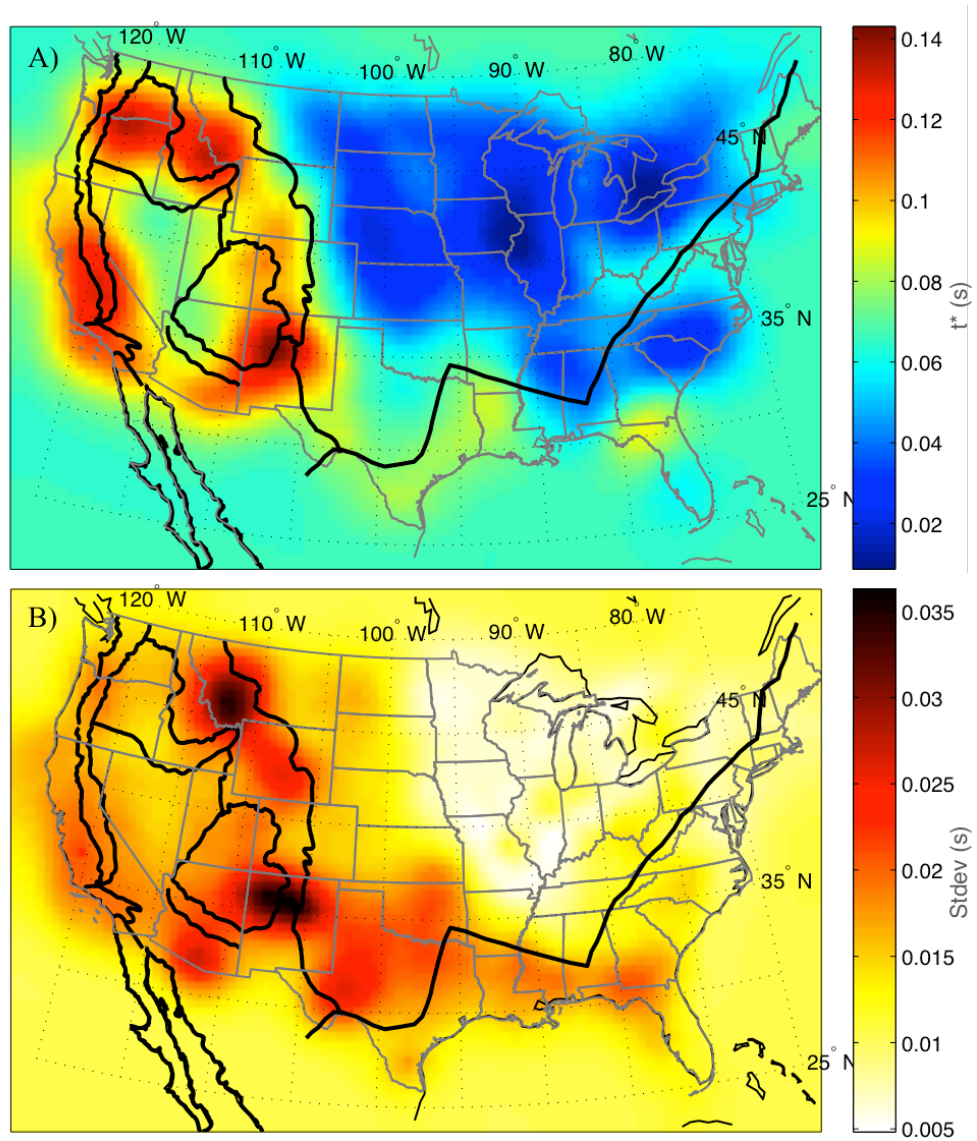 A)
120° W
110° W
100° W
90° W
80° W
45° N
35° N
25° N
0.14
0.12
0.1
0.08
0.06
0.04
0.02
t* (s)
B)
120° W
110° W
100° W
90° W
80° W
45° N
35° N
25° N
0.035
0.03
0.025
0.02
0.015
0.01
0.005
Stdev (s)